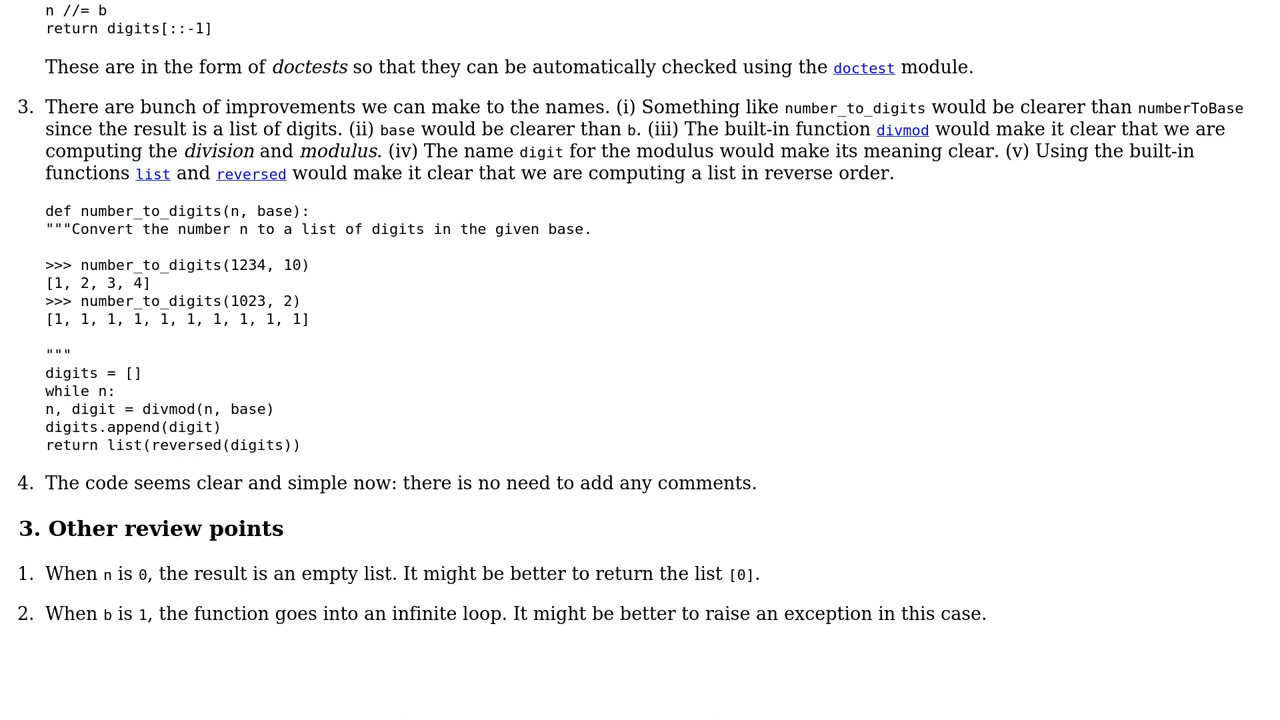 n //= b
return digits[::-1]
These are in the form of doctests so that they can be automatically checked using the doctest module.
3. There are bunch of improvements we can make to the names. (i) Something like number_to_digits would be clearer than numberToBase
since the result is a list of digits. (ii) base would be clearer than b. (iii) The built-in function divmod would make it clear that we are
computing the division and modulus. (iv) The name digit for the modulus would make its meaning clear. (v) Using the built-in
functions list and reversed would make it clear that we are computing a list in reverse order.
def number_to_digits(n, base):
"""Convert the number n to a list of digits in the given base.
>>> number_to_digits(1234, 10)
[1, 2, 3, 4]
>>> number_to_digits(1023, 2)
[1, 1, 1, 1, 1, 1, 1, 1, 1, 1]
"""
digits = []
while n:
n, digit = divmod(n, base)
digits.append(digit)
return list(reversed(digits))
4. The code seems clear and simple now: there is no need to add any comments.
3. Other review points
1. When n is 0, the result is an empty list. It might be better to return the list [0].
2. When b is 1, the function goes into an infinite loop. It might be better to raise an exception in this case.